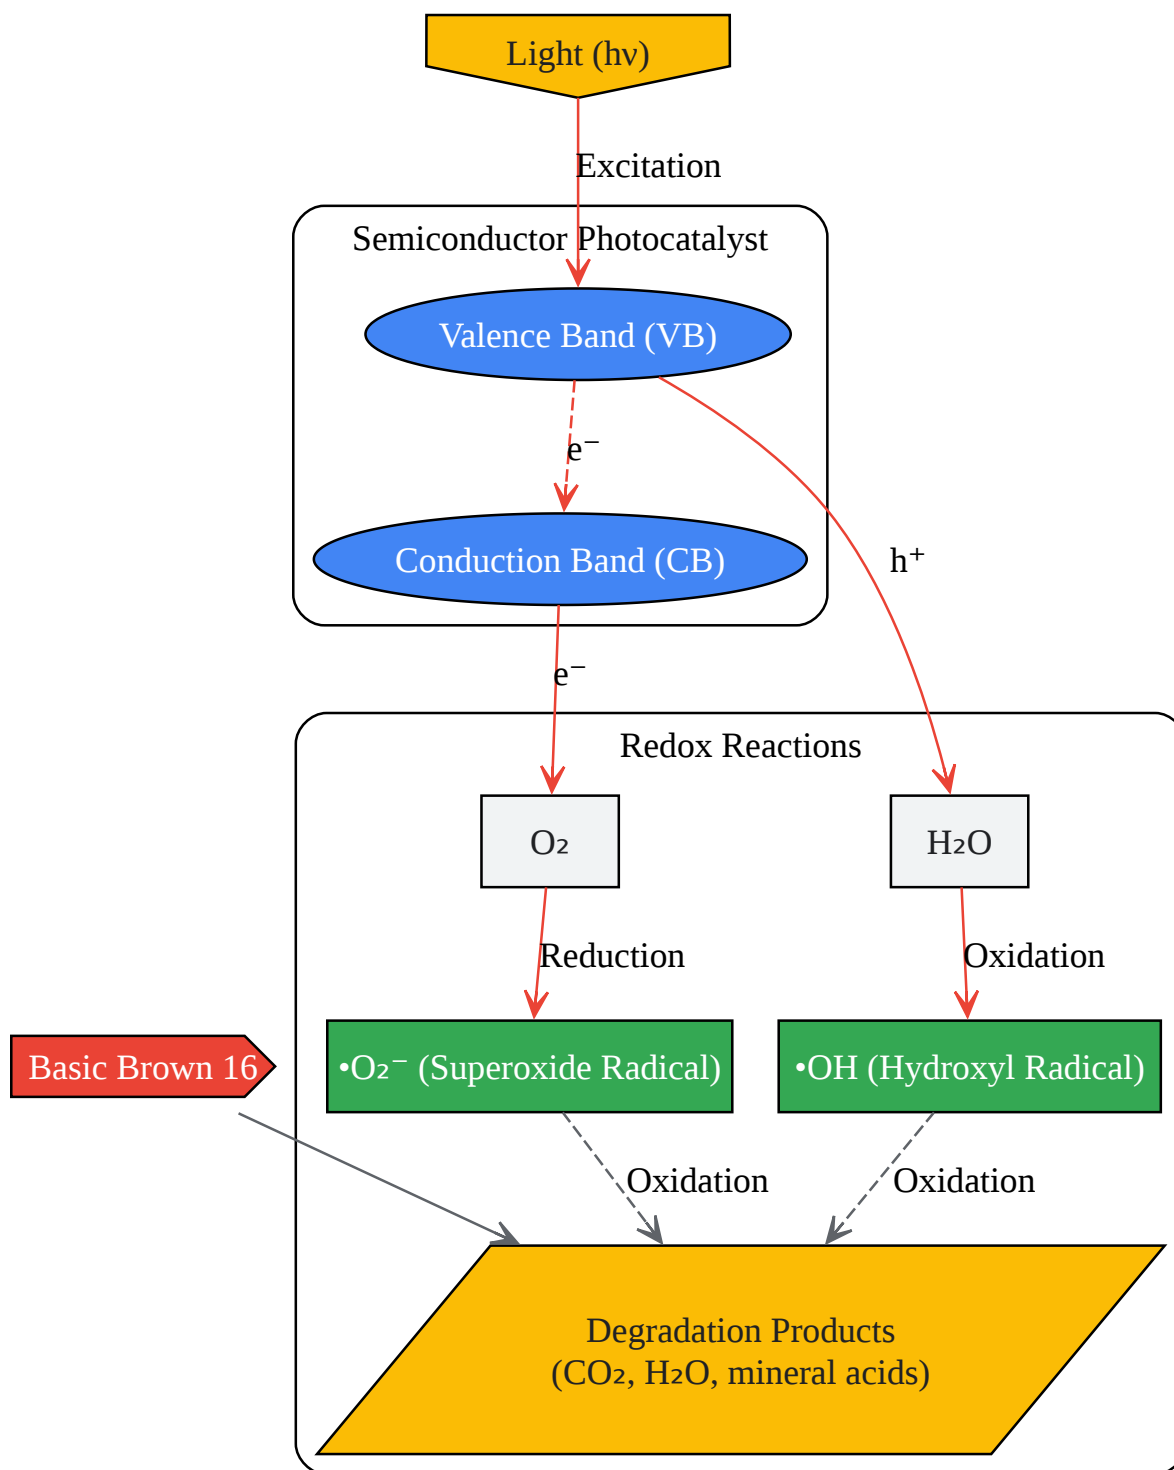 Light (hν)
Excitation
Semiconductor Photocatalyst
Valence Band (VB)
e⁻
Conduction Band (CB)
h⁺
e⁻
Redox Reactions
O₂
H₂O
Reduction
Oxidation
Basic Brown 16
•O₂⁻ (Superoxide Radical)
•OH (Hydroxyl Radical)
Oxidation
Oxidation
Degradation Products
(CO₂, H₂O, mineral acids)